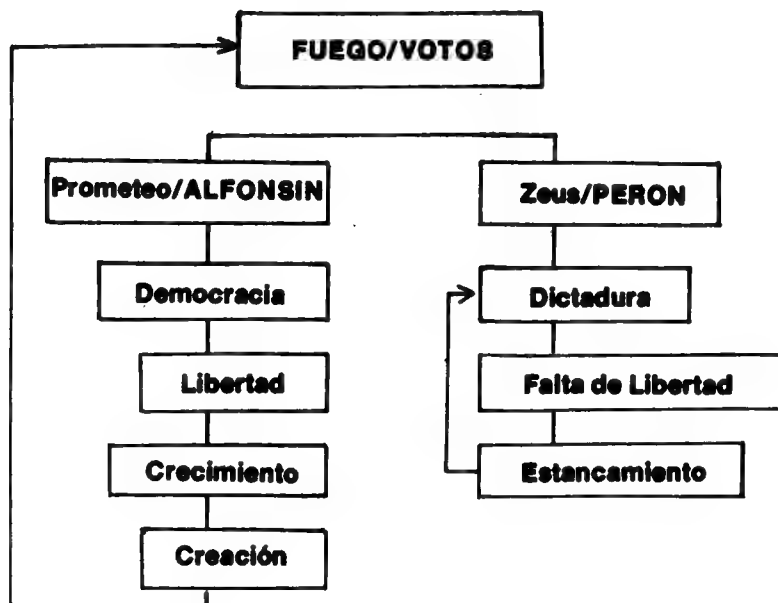 FUEGO/VOTOS
Prometeo/ALFONSIN
Zeus/PERON
Democracia
Dictadura
Libertad
Falta de Libertad
Crecimiento
Estancamiento
Creación